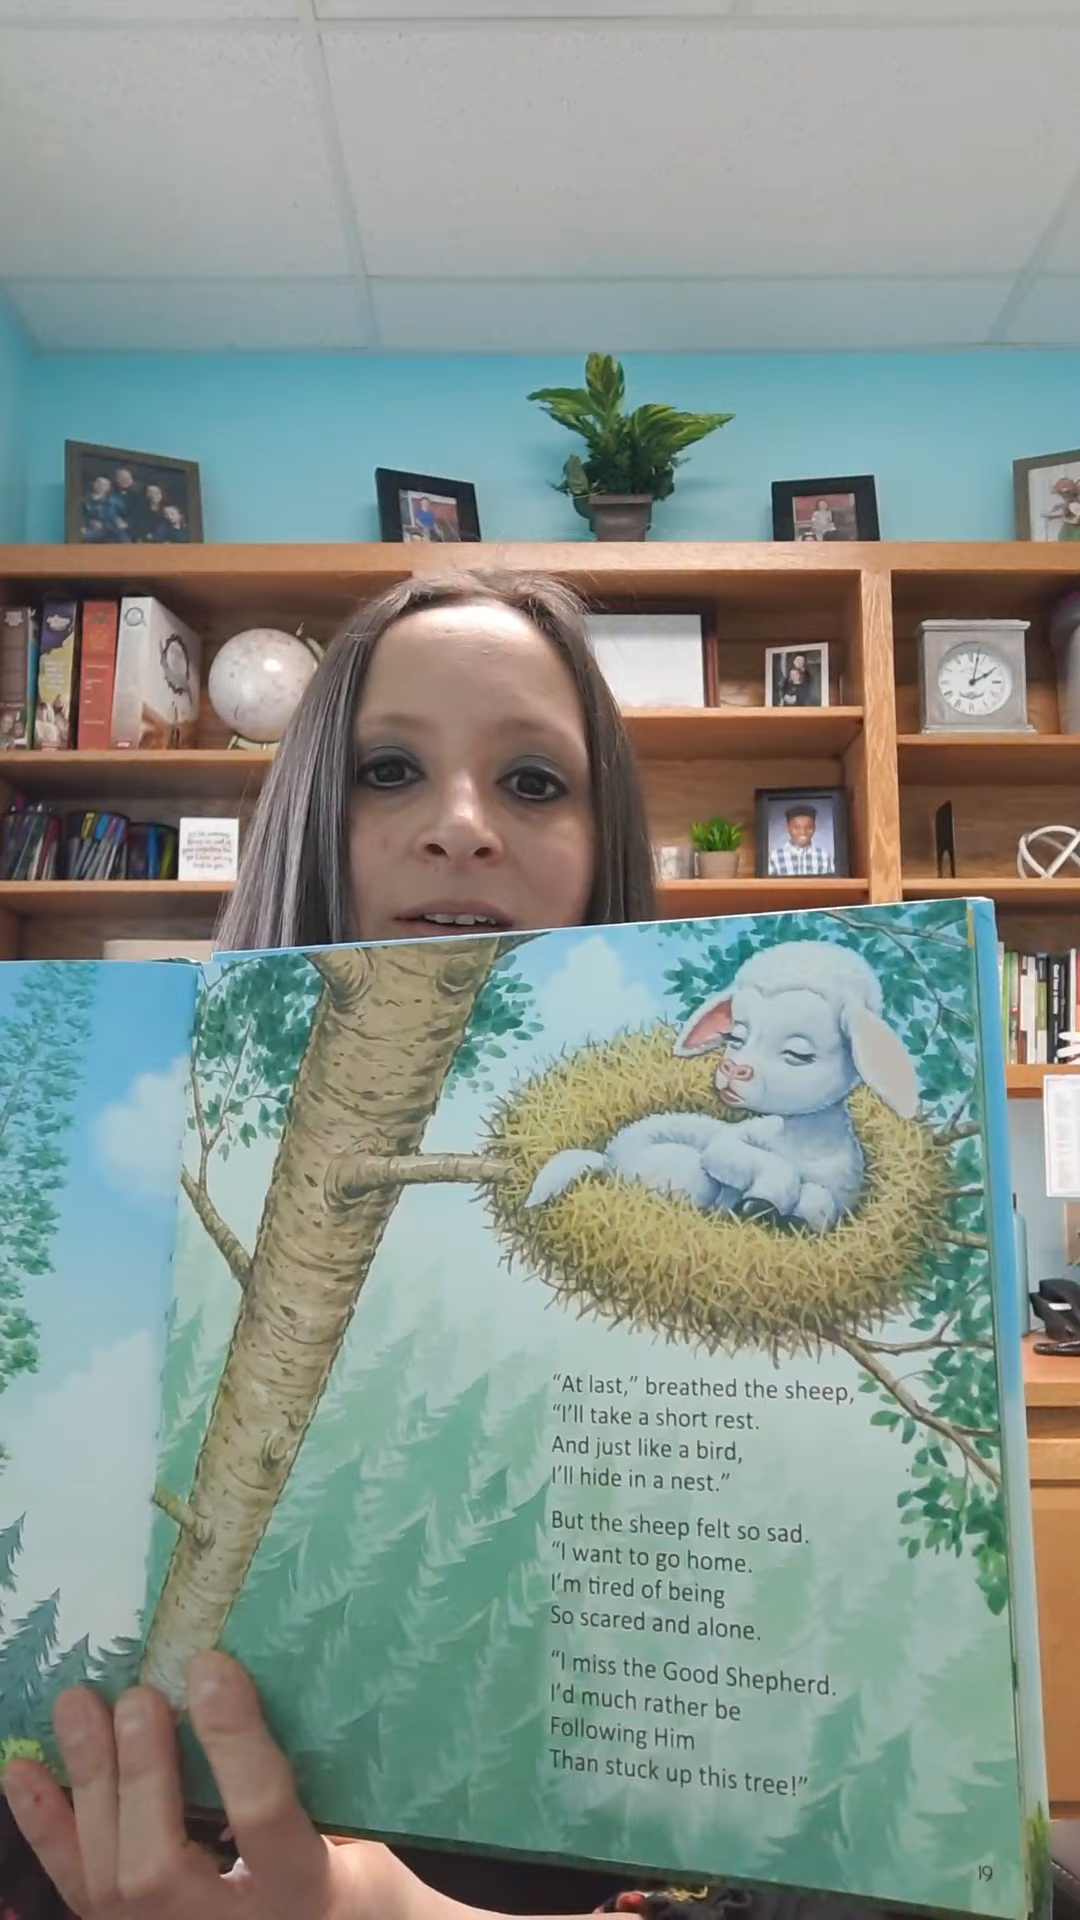 “At last,” breathed the sheep,
“I’ll take a short rest.
And just like a bird,
I’ll hide in a nest.”
But the sheep felt so sad.
“I want to go home.
I’m tired of being
So scared and alone.
“I miss the Good Shepherd.
I’d much rather be
Following Him
Than stuck up this tree!”
19